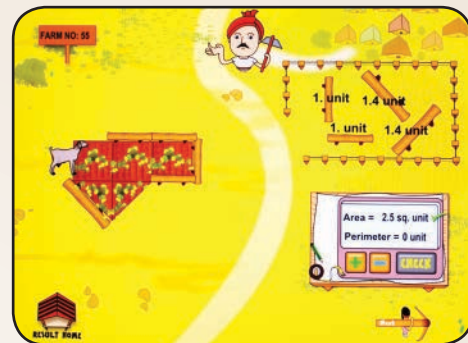 FARM NO: 55
1. unit
1.4 unit
1. unit
1.4 unit
Area = 2.5 sq. unit
Perimeter = 0 unit
CHECK
RESULT HOME